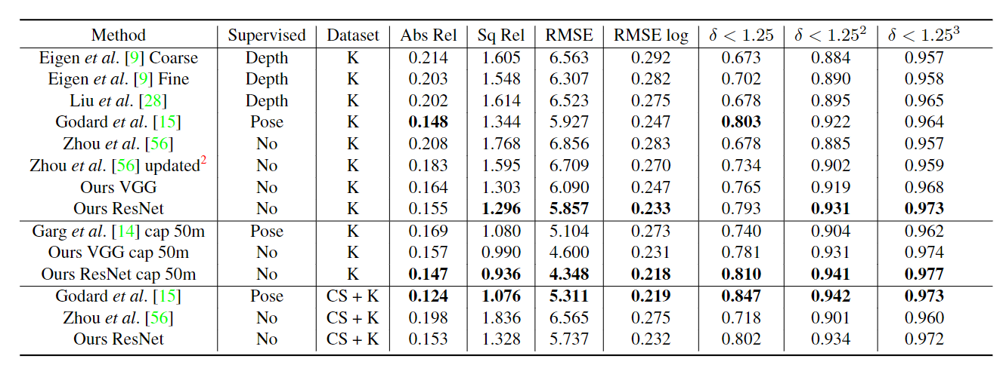 Method Supervised Dataset Abs Rel Sq Rel RMSE RMSE log δ < 1.25 δ < 1.25² δ < 1.25³
Eigen et al. [9] Coarse Depth K 0.214 1.605 6.563 0.292 0.673 0.884 0.957
Eigen et al. [9] Fine Depth K 0.203 1.548 6.307 0.282 0.702 0.890 0.958
Liu et al. [28] Depth K 0.202 1.614 6.523 0.275 0.678 0.895 0.965
Godard et al. [15] Pose K 0.148 1.344 5.927 0.247 0.803 0.922 0.964
Zhou et al. [56] No K 0.208 1.768 6.856 0.283 0.678 0.885 0.957
Zhou et al. [56] updated² No K 0.183 1.595 6.709 0.270 0.734 0.902 0.959
Ours VGG No K 0.164 1.303 6.090 0.247 0.765 0.919 0.968
Ours ResNet No K 0.155 1.296 5.857 0.233 0.793 0.931 0.973
Garg et al. [14] cap 50m Pose K 0.169 1.080 5.104 0.273 0.740 0.904 0.962
Ours VGG cap 50m No K 0.157 0.990 4.600 0.231 0.781 0.931 0.974
Ours ResNet cap 50m No K 0.147 0.936 4.348 0.218 0.810 0.941 0.977
Godard et al. [15] Pose CS + K 0.124 1.076 5.311 0.219 0.847 0.942 0.973
Zhou et al. [56] No CS + K 0.198 1.836 6.565 0.275 0.718 0.901 0.960
Ours ResNet No CS + K 0.153 1.328 5.737 0.232 0.802 0.934 0.972